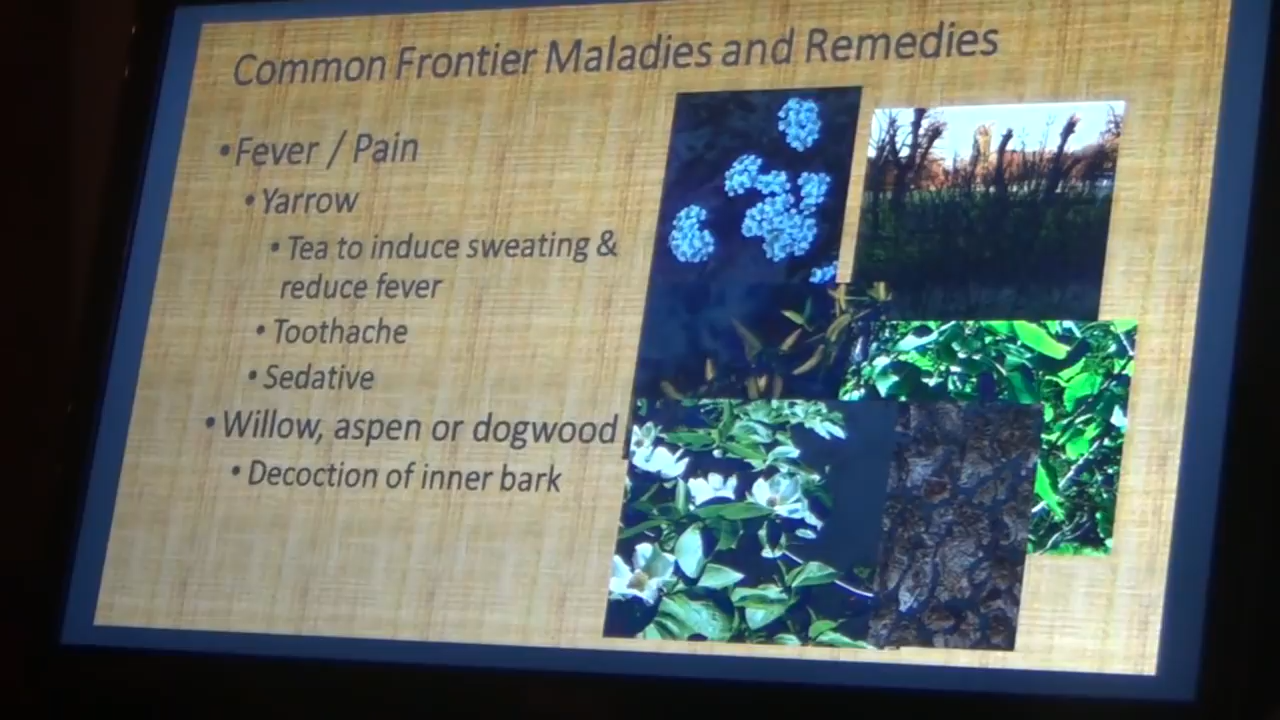 Common Frontier Maladies and Remedies
•Fever / Pain
•Yarrow
•Tea to induce sweating &
reduce fever
•Toothache
•Sedative
•Willow, aspen or dogwood
•Decoction of inner bark